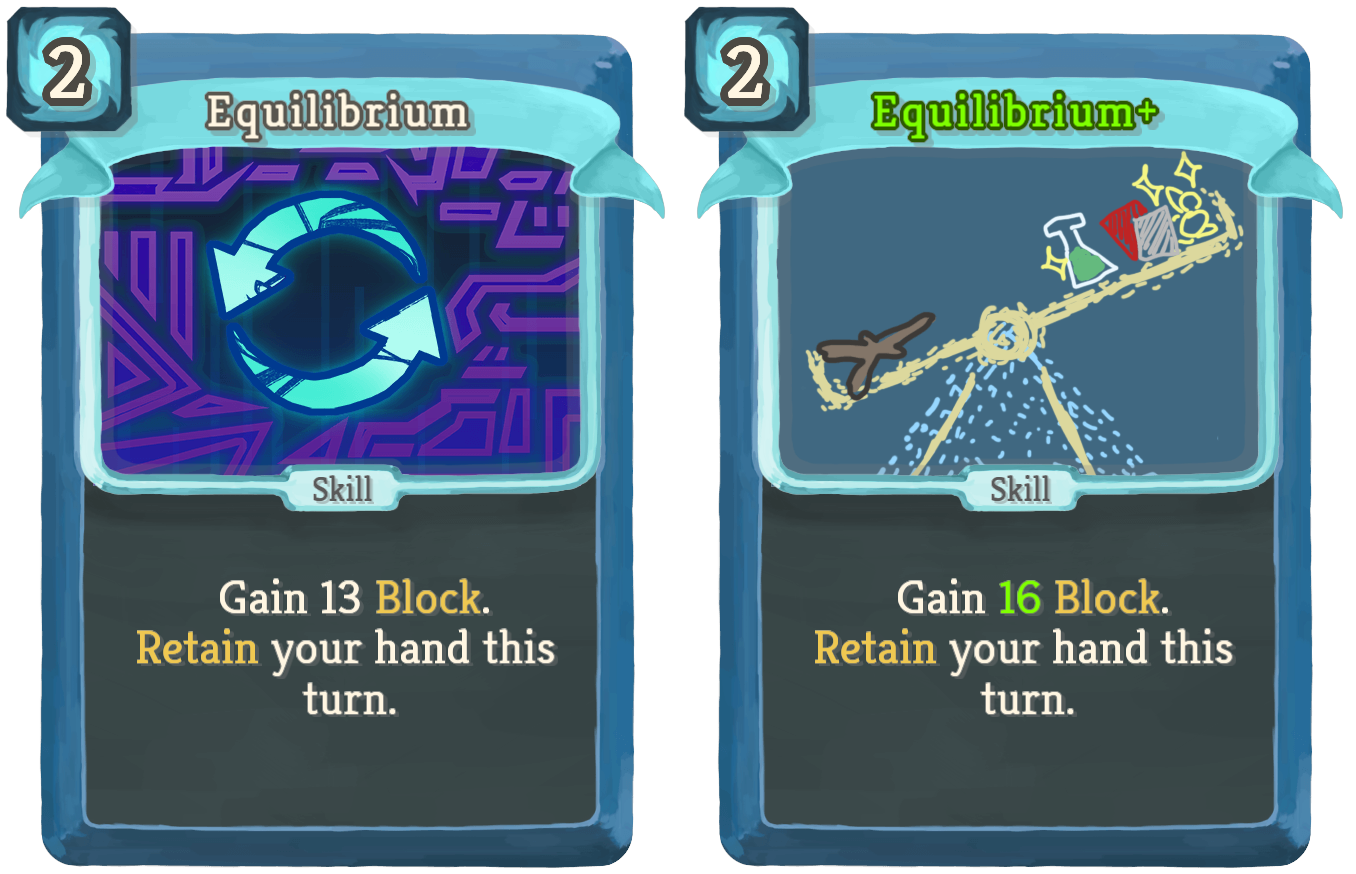 2
Equilibrium
Skill
Gain 13 Block.
Retain your hand this
turn.
2
Equilibrium+
Skill
Gain 16 Block.
Retain your hand this
turn.